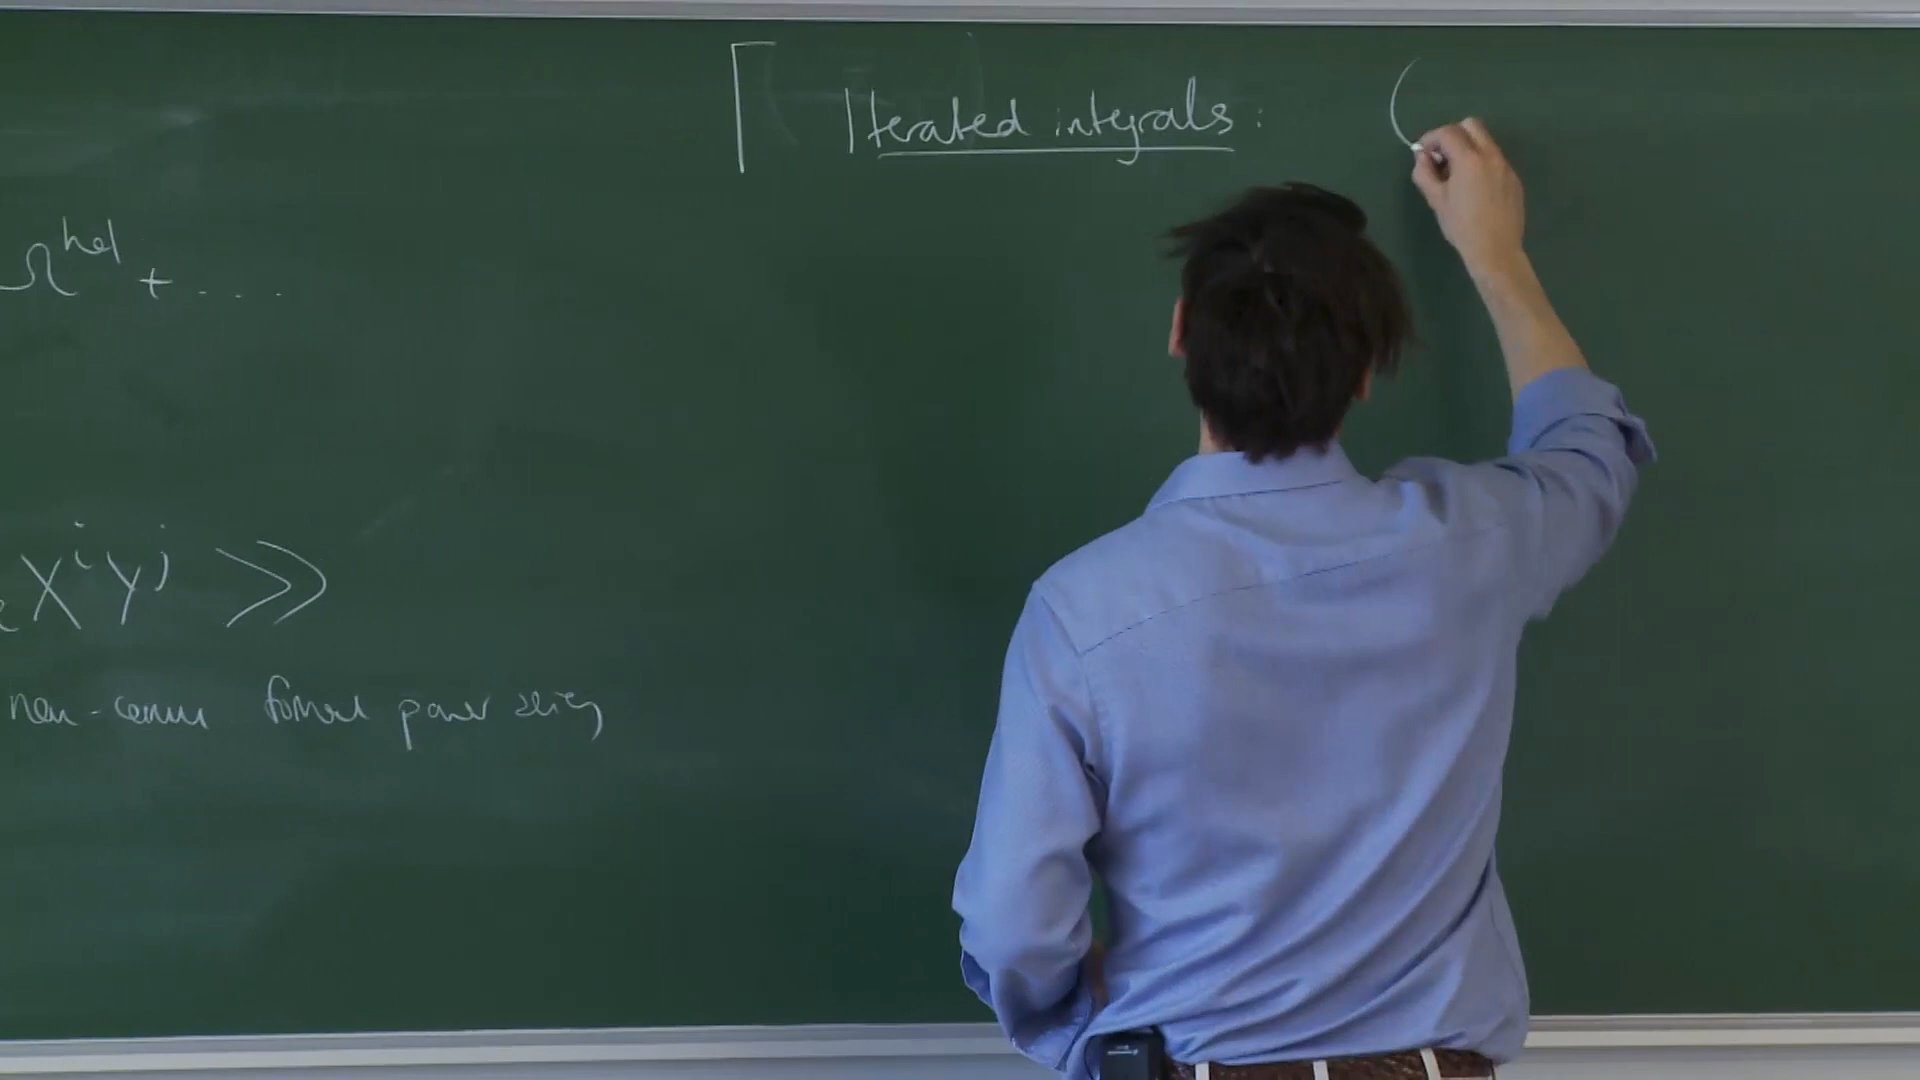 Iterated integrals: (
Ω^hol + ....
X^i Y^j >>
non-comm formal power series